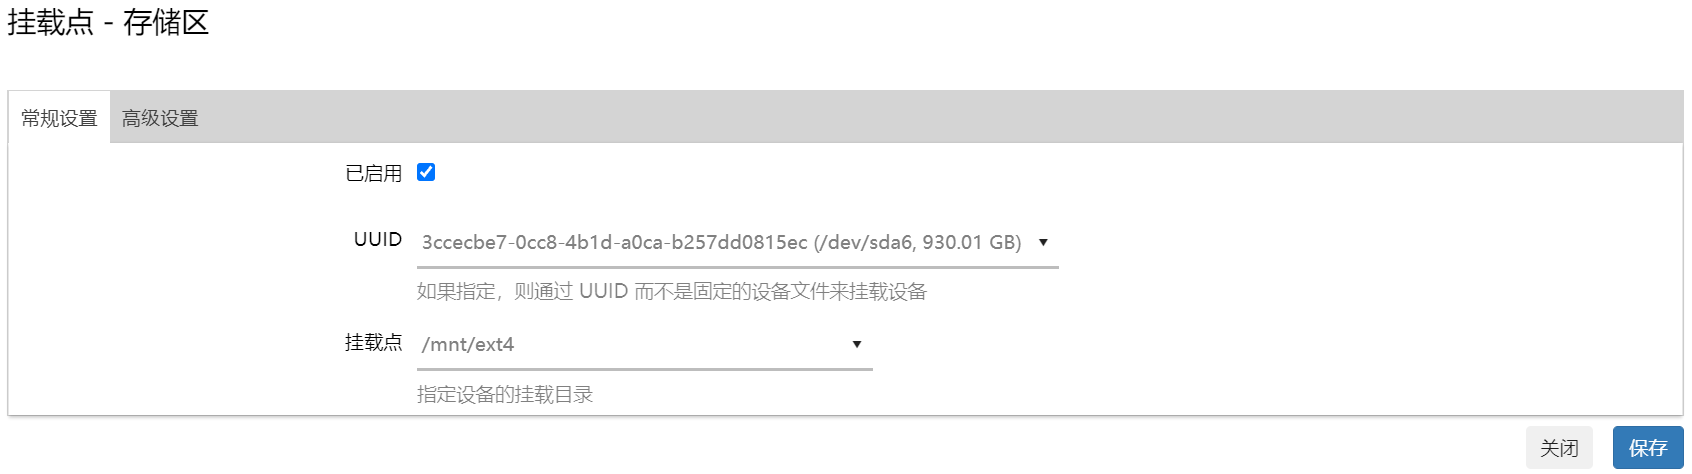 挂载点 - 存储区
常规设置 高级设置
已启用
UUID 3ccecbe7-0cc8-4b1d-a0ca-b257dd0815ec (/dev/sda6, 930.01 GB)
如果指定，则通过 UUID 而不是固定的设备文件来挂载设备
挂载点 /mnt/ext4
指定设备的挂载目录
关闭 保存